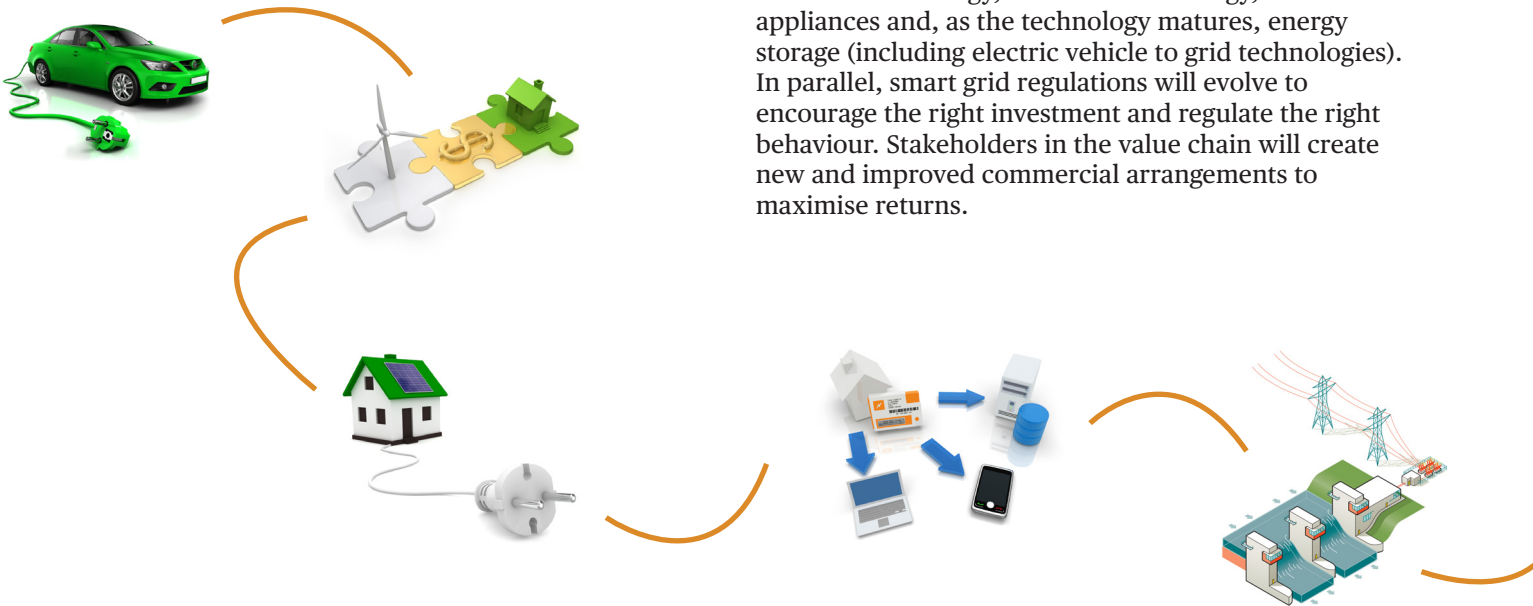 appliances and, as the technology matures, energy
storage (including electric vehicle to grid technologies).
In parallel, smart grid regulations will evolve to
encourage the right investment and regulate the right
behaviour. Stakeholders in the value chain will create
new and improved commercial arrangements to
maximise returns.